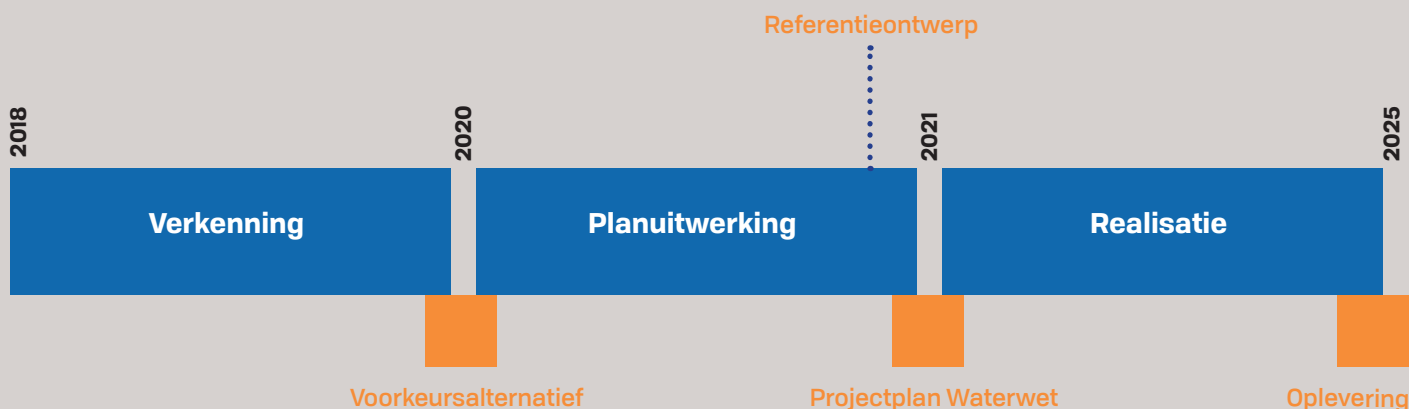 Referentieontwerp
2018
2020
2021
2025
Verkenning
Planuitwerking
Realisatie
Voorkeursalternatief
Projectplan Waterwet
Oplevering